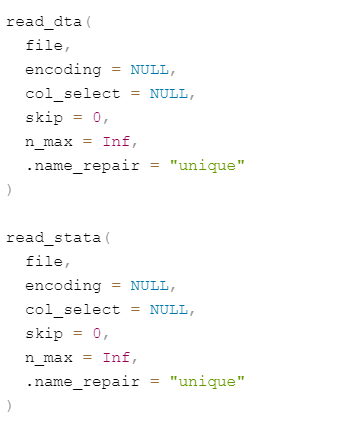 read_dta(
  file,
  encoding = NULL,
  col_select = NULL,
  skip = 0,
  n_max = Inf,
  .name_repair = "unique"
)

read_stata(
  file,
  encoding = NULL,
  col_select = NULL,
  skip = 0,
  n_max = Inf,
  .name_repair = "unique"
)